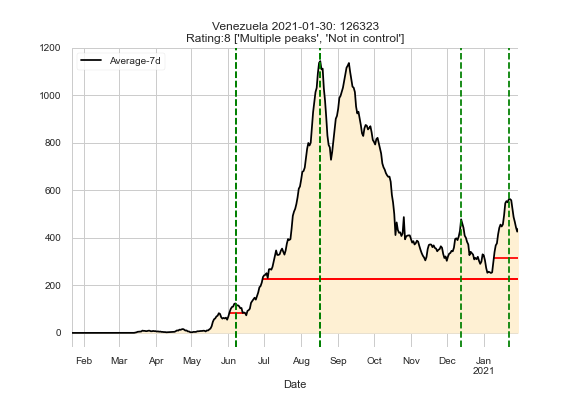 Venezuela 2021-01-30: 126323
Rating:8 ['Multiple peaks', 'Not in control']
Average-7d
1200
1000
800
600
400
200
0
Feb Mar Apr May Jun Jul Aug Sep Oct Nov Dec Jan
2021
Date